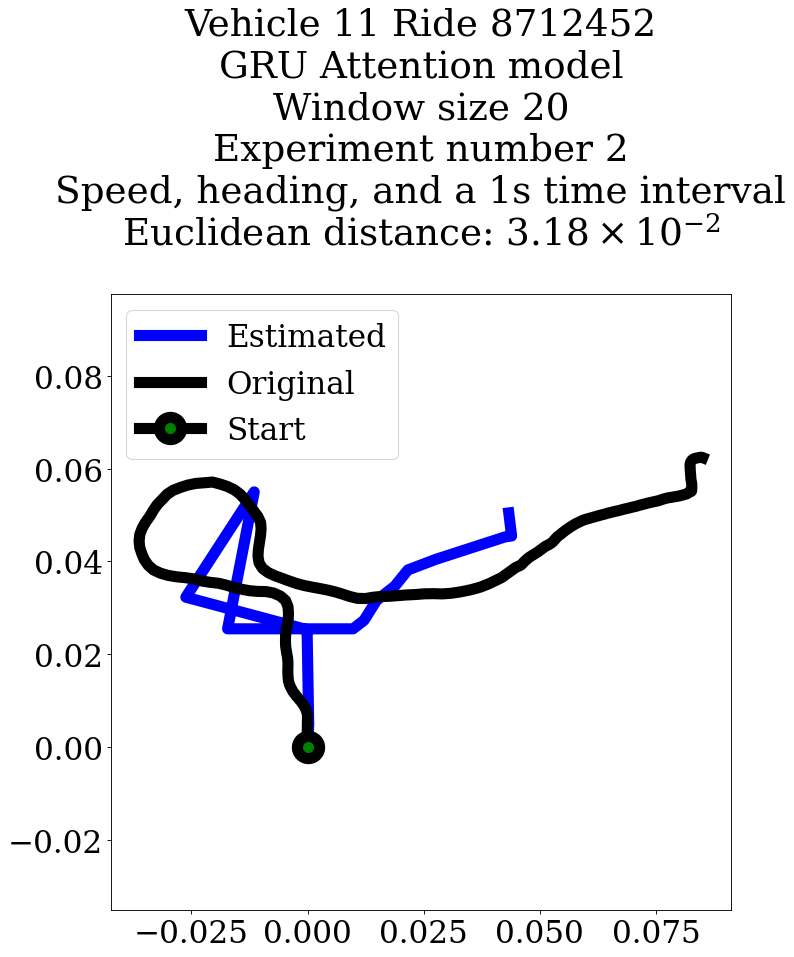 Vehicle 11 Ride 8712452
GRU Attention model
Window size 20
Experiment number 2
Speed, heading, and a 1s time interval
Euclidean distance: 3.18 × 10⁻²
Estimated
Original
Start
0.08
0.06
0.04
0.02
0.00
−0.02
−0.025 0.000 0.025 0.050 0.075